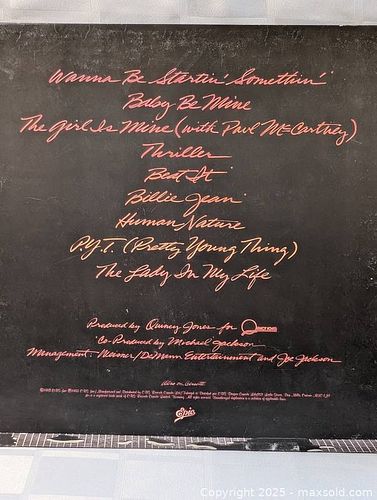 Wanna Be Startin' Somethin'
Baby Be Mine
The Girl Is Mine (with Paul McCartney)
Thriller
Beat It
Billie Jean
Human Nature
P.Y.T. (Pretty Young Thing)
The Lady In My Life
Produced by Quincy Jones for
Co-Produced by Michael Jackson
Management: Weisner/DeMann Entertainment and Joe Jackson
Also on Cassette
Epic
Copyright 2025 - maxsold.com